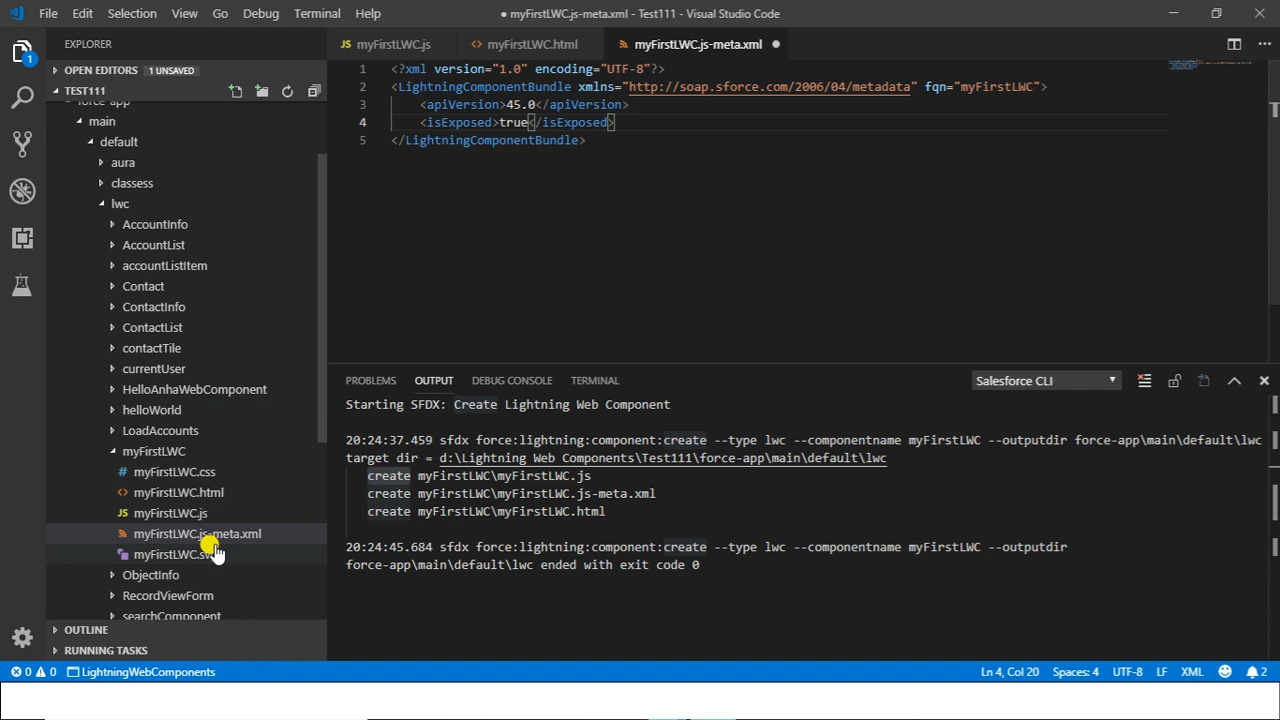 File Edit Selection View Go Debug Terminal Help
● myFirstLWC.js-meta.xml - Test111 - Visual Studio Code
EXPLORER
OPEN EDITORS 1 UNSAVED
TEST111
force-app
main
default
aura
classess
lwc
AccountInfo
AccountList
accountListItem
Contact
ContactInfo
ContactList
contactTile
currentUser
HelloAnhaWebComponent
helloWorld
LoadAccounts
myFirstLWC
# myFirstLWC.css
<> myFirstLWC.html
JS myFirstLWC.js
myFirstLWC.js-meta.xml
ObjectInfo
RecordViewForm
searchComponent
OUTLINE
RUNNING TASKS
1
JS myFirstLWC.js <> myFirstLWC.html myFirstLWC.js-meta.xml ●
1 <?xml version="1.0" encoding="UTF-8"?>
2 <LightningComponentBundle xmlns="http://soap.sforce.com/2006/04/metadata" fqn="myFirstLWC">
3 <apiVersion>45.0</apiVersion>
4 <isExposed>true</isExposed>
5 </LightningComponentBundle>
PROBLEMS OUTPUT DEBUG CONSOLE TERMINAL
Salesforce CLI
Starting SFDX: Create Lightning Web Component
20:24:37.459 sfdx force:lightning:component:create --type lwc --componentname myFirstLWC --outputdir force-app\main\default\lwc
target dir = d:\Lightning Web Components\Test111\force-app\main\default\lwc
create myFirstLWC\myFirstLWC.js
create myFirstLWC\myFirstLWC.js-meta.xml
create myFirstLWC\myFirstLWC.html
20:24:45.684 sfdx force:lightning:component:create --type lwc --componentname myFirstLWC --outputdir
force-app\main\default\lwc ended with exit code 0
0 0 LightningWebComponents
Ln 4, Col 20 Spaces: 4 UTF-8 LF XML 2